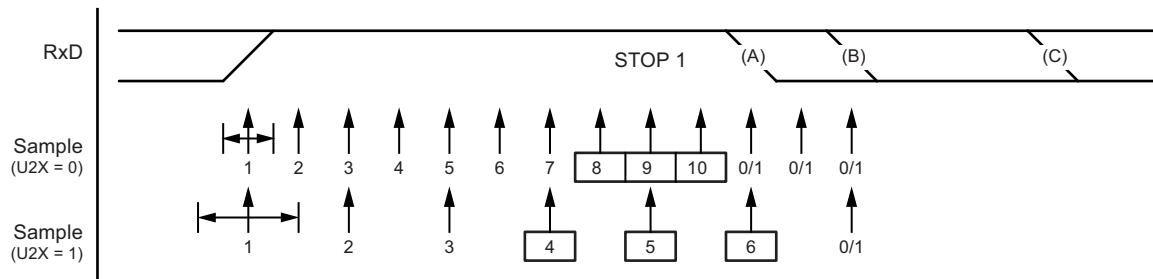 RxD STOP 1 (A) (B) (C)
Sample
(U2X = 0)
1 2 3 4 5 6 7 8 9 10 0/1 0/1 0/1
Sample
(U2X = 1)
1 2 3 4 5 6 0/1